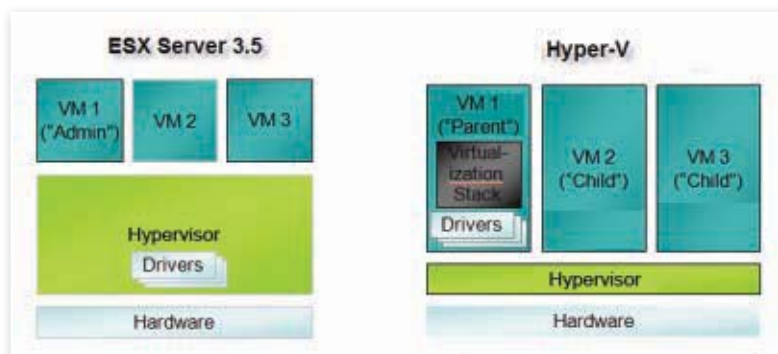 ESX Server 3.5
VM 1
("Admin")
VM 2
VM 3
Hypervisor
Drivers
Hardware
Hyper-V
VM 1
("Parent")
Virtual-
ization
Stack
Drivers
VM 2
("Child")
VM 3
("Child")
Hypervisor
Hardware